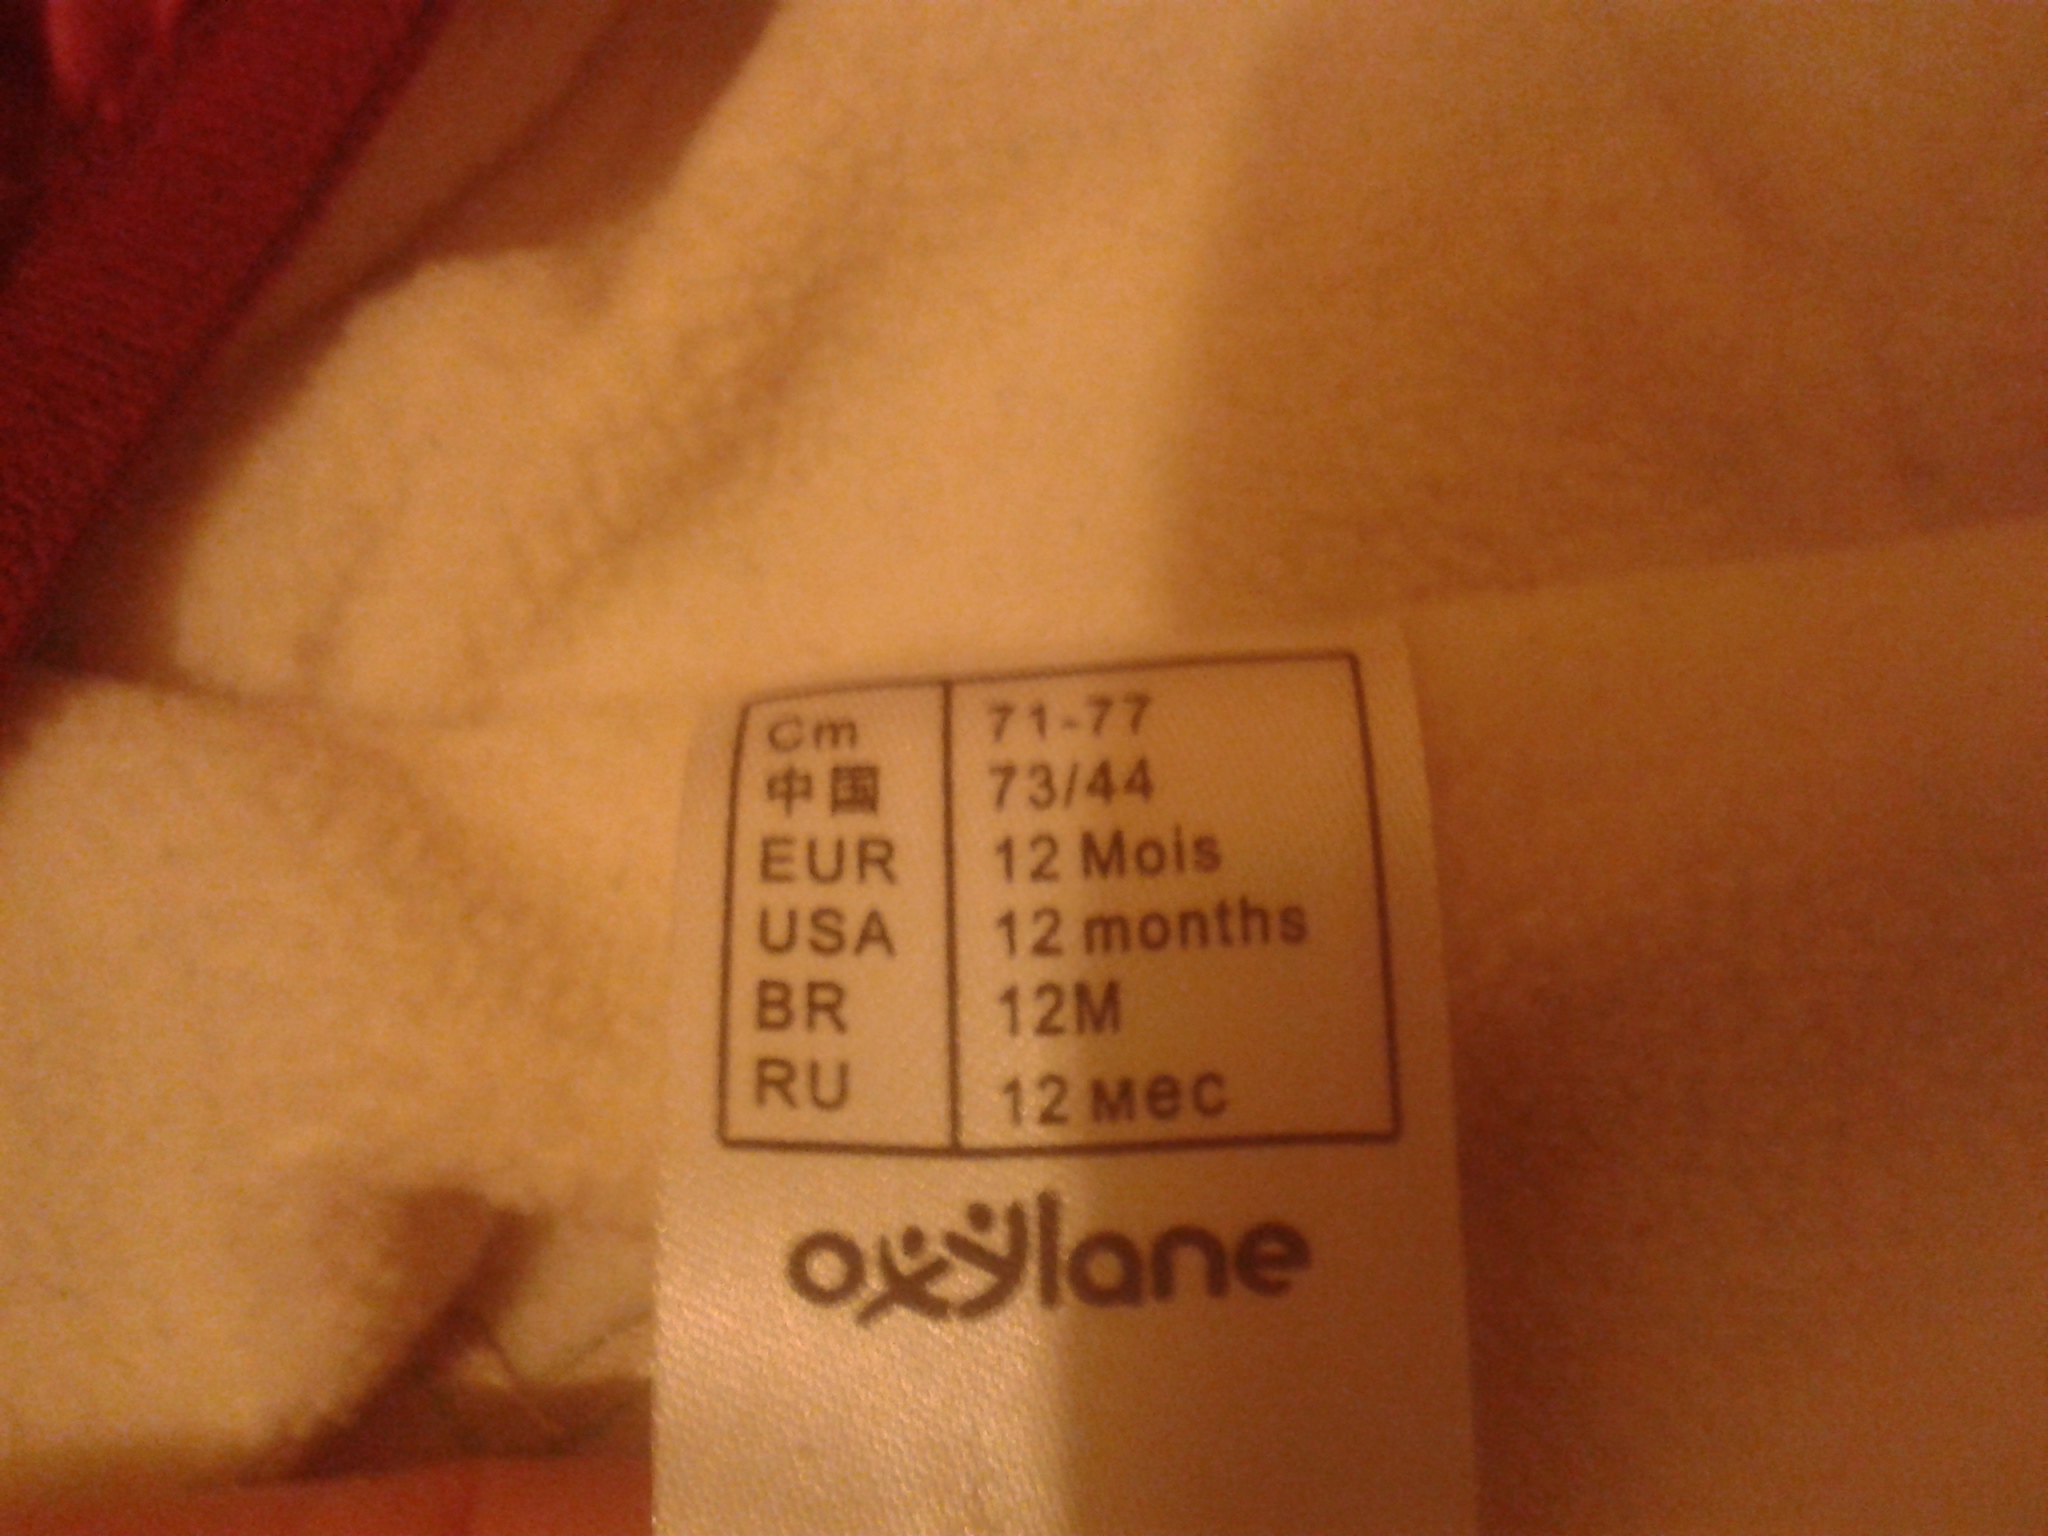 Cm 71-77
中国 73/44
EUR 12 Mois
USA 12 months
BR 12M
RU 12 мес
oxylane